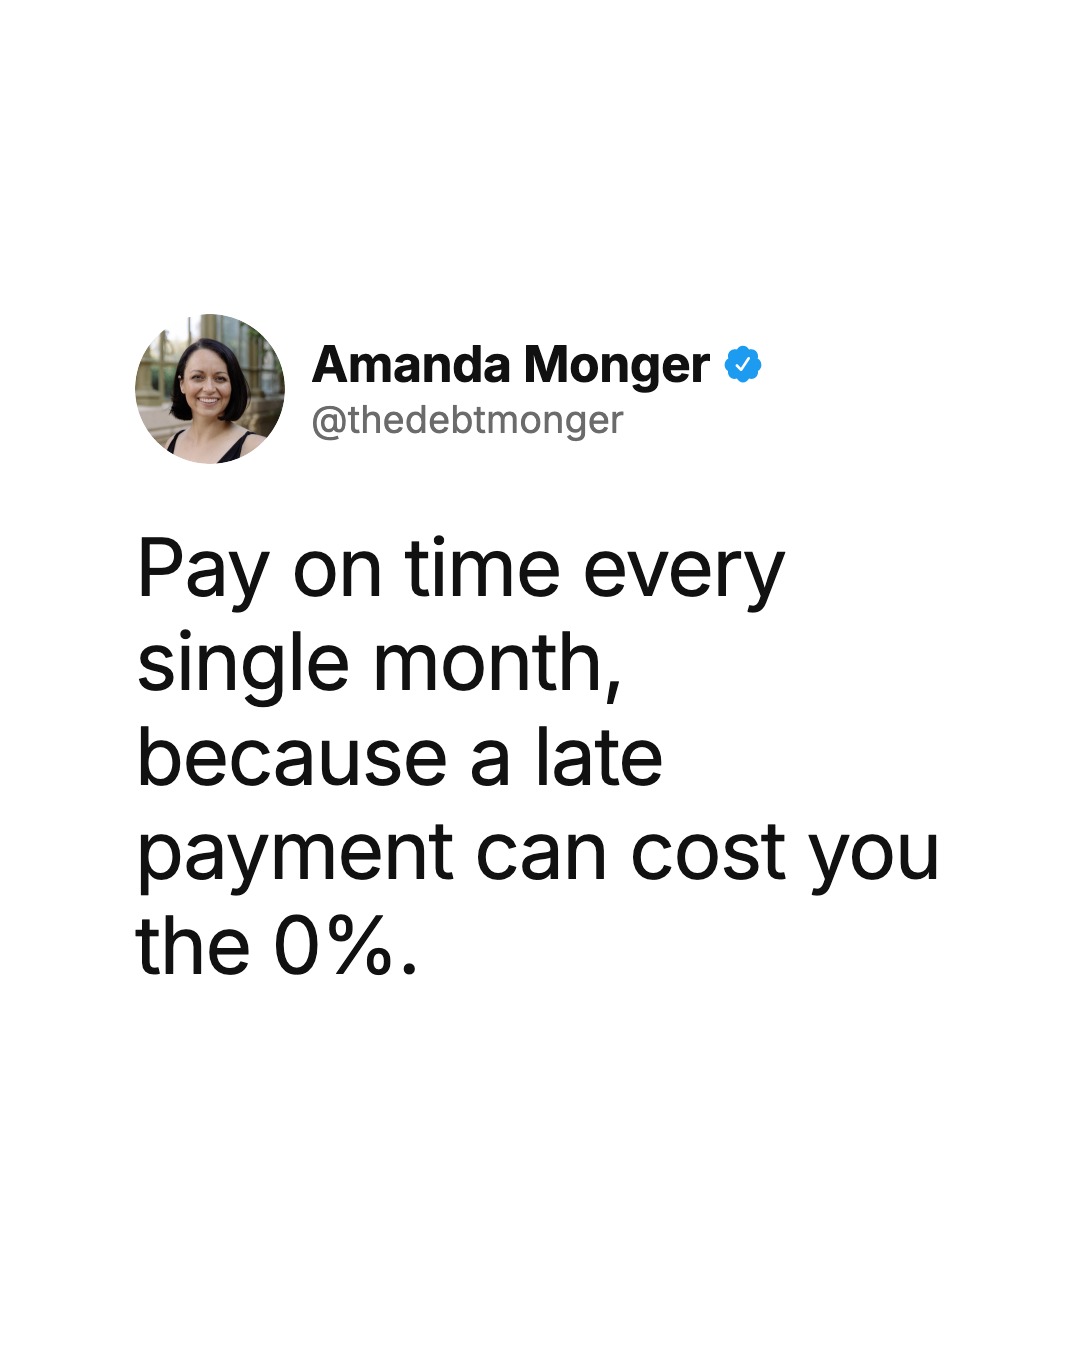 Amanda Monger
@thedebtmonger
Pay on time every
single month,
because a late
payment can cost you
the 0%.